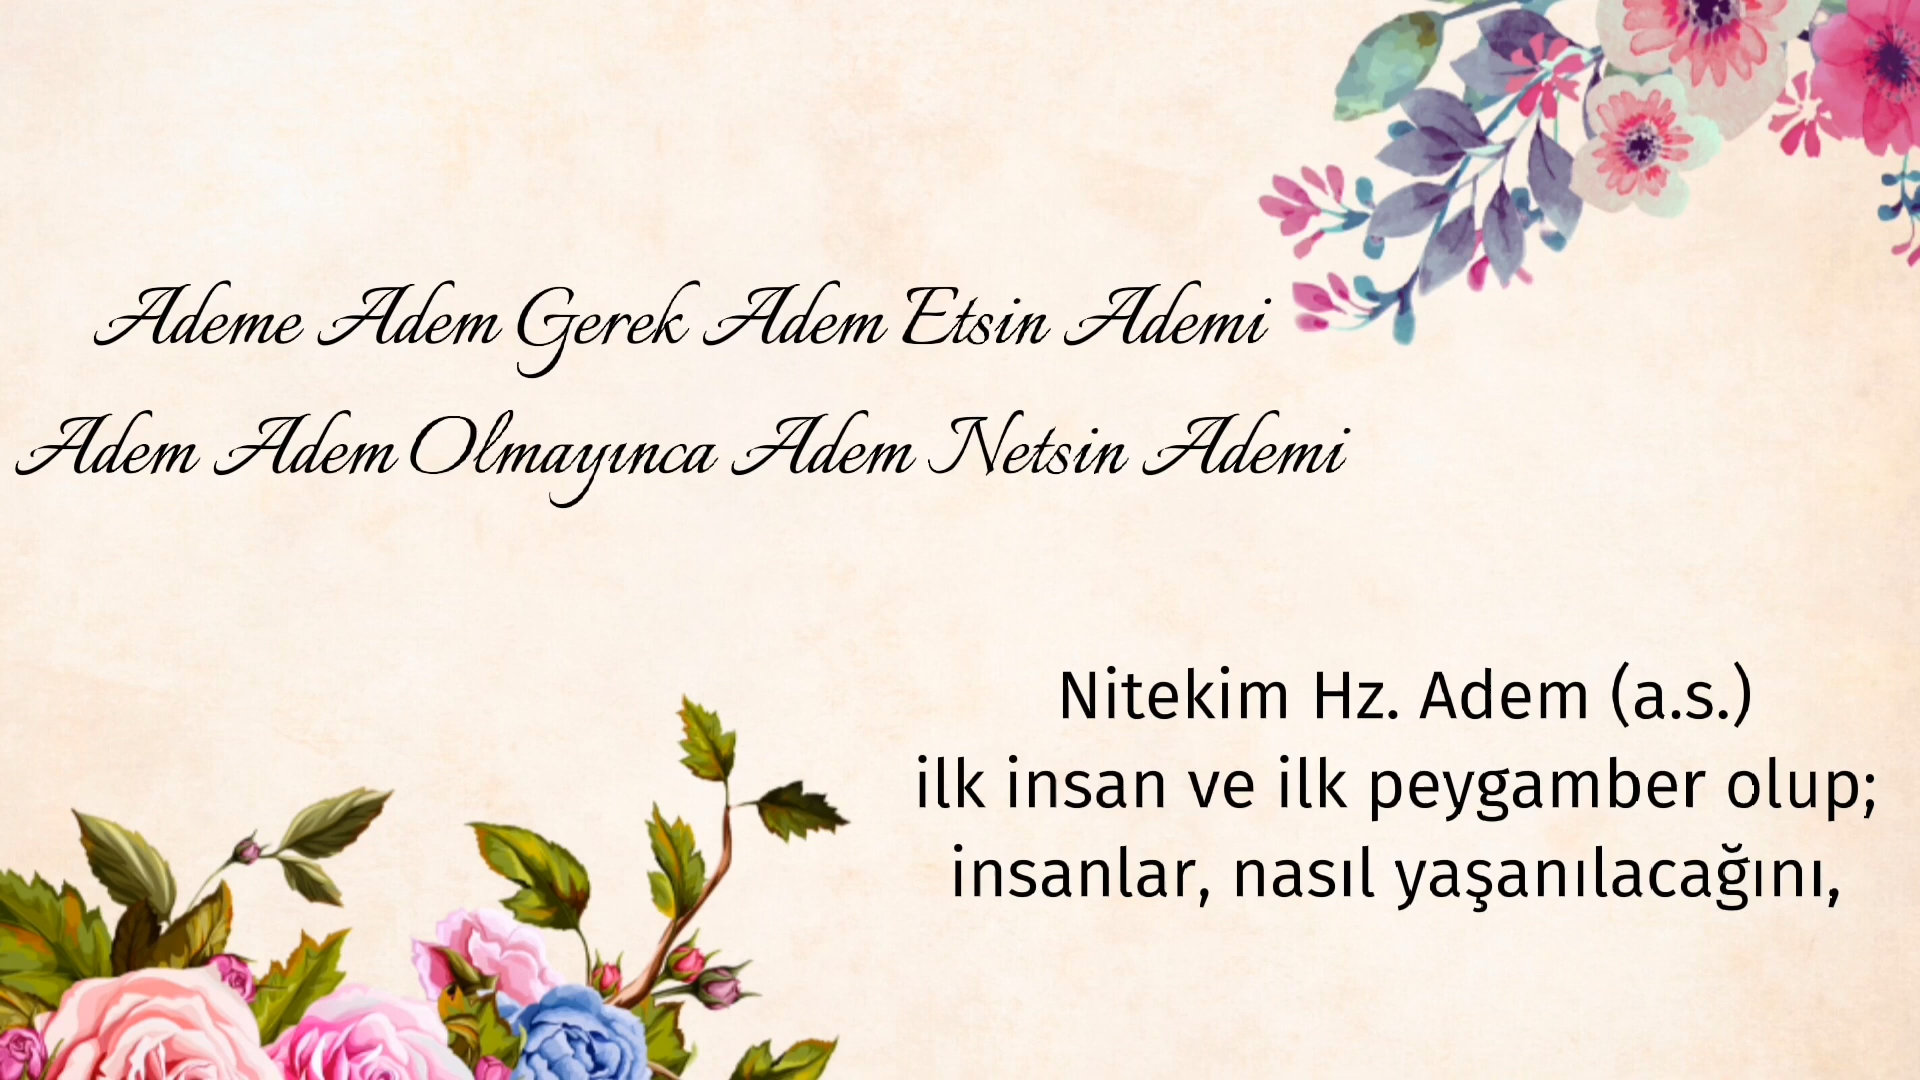 Ademe Adem Gerek Adem Etsin Ademi
Adem Adem Olmayınca Adem Netsin Ademi
Nitekim Hz. Adem (a.s.)
ilk insan ve ilk peygamber olup;
insanlar, nasıl yaşanılacağını,